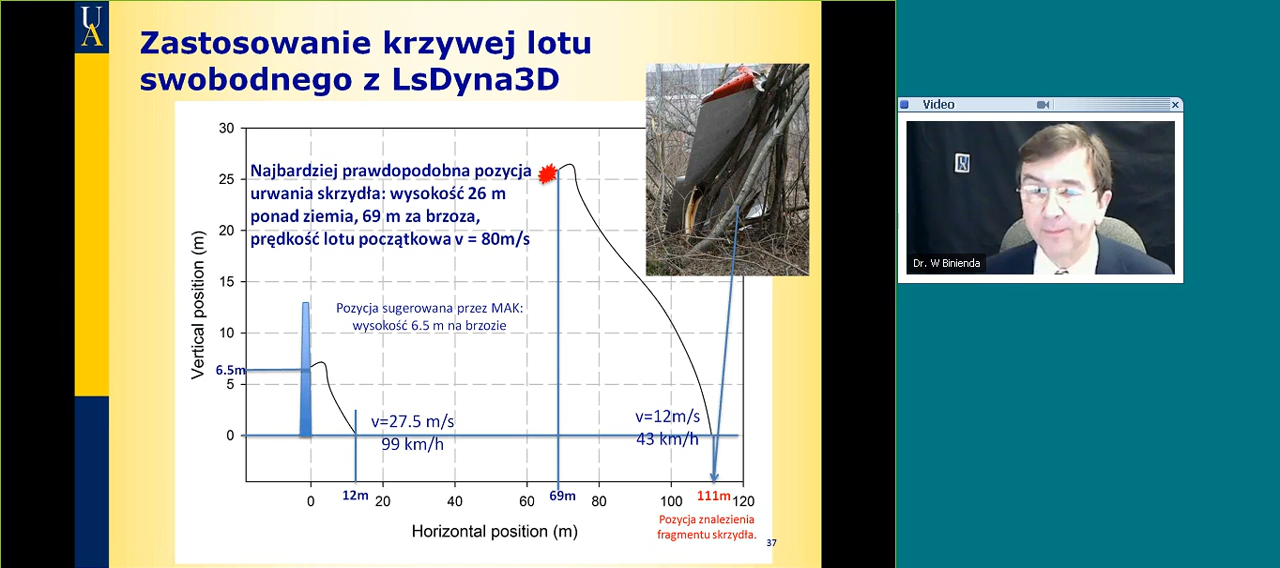 UA
Zastosowanie krzywej lotu
swobodnego z LsDyna3D
30
25
20
15
10
5
0
Vertical position (m)
Najbardziej prawdopodobna pozycja
urwania skrzydła: wysokość 26 m
ponad ziemia, 69 m za brzoza,
prędkość lotu początkowa v = 80m/s
Pozycja sugerowana przez MAK:
wysokość 6.5 m na brzozie
6.5m
v=27.5 m/s
99 km/h
v=12m/s
43 km/h
12m
69m
111m
0
20
40
60
80
100
120
Horizontal position (m)
Pozycja znalezienia
fragmentu skrzydła.
37
Video
Dr. W Binienda